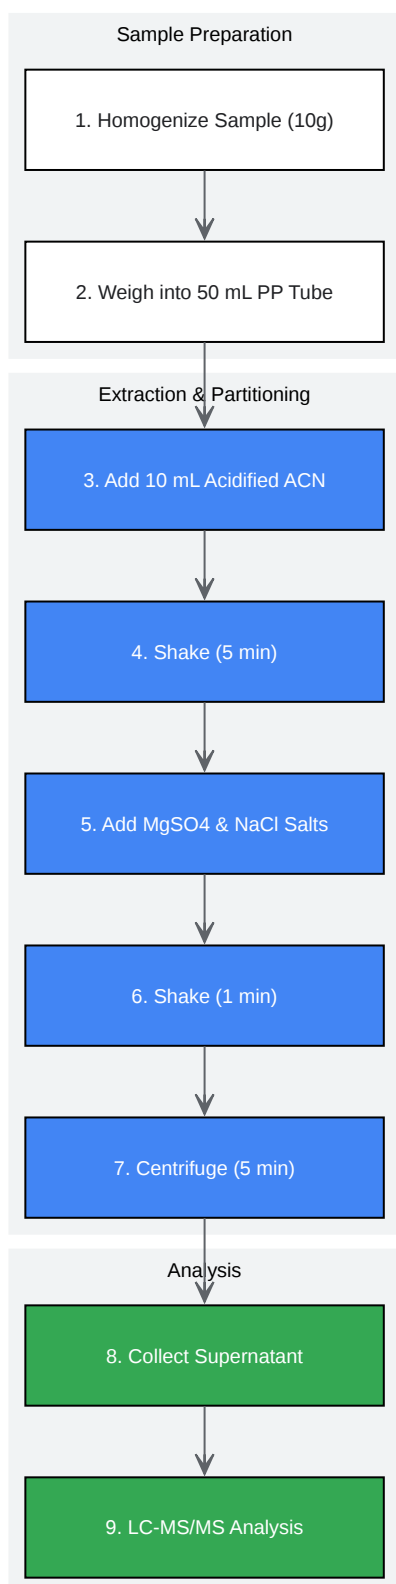 Sample Preparation
1. Homogenize Sample (10g)
2. Weigh into 50 mL PP Tube
Extraction & Partitioning
3. Add 10 mL Acidified ACN
4. Shake (5 min)
5. Add MgSO4 & NaCl Salts
6. Shake (1 min)
7. Centrifuge (5 min)
Analysis
8. Collect Supernatant
9. LC-MS/MS Analysis